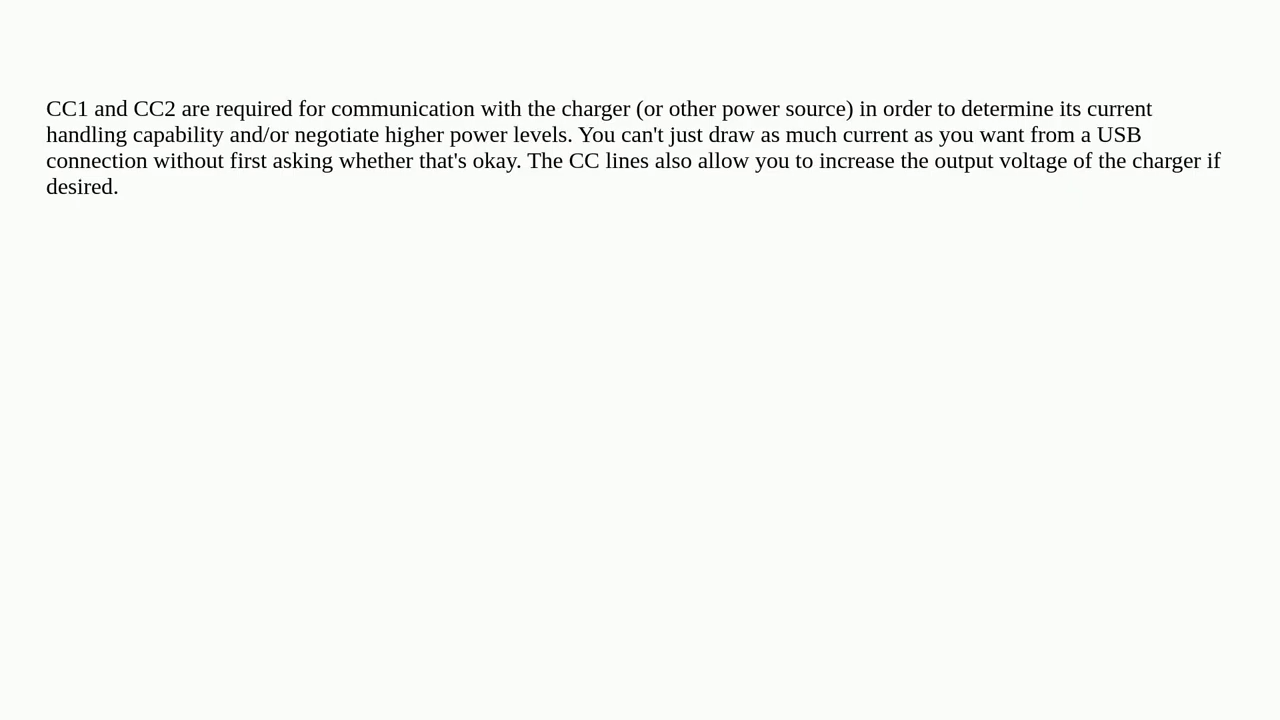 CC1 and CC2 are required for communication with the charger (or other power source) in order to determine its current
handling capability and/or negotiate higher power levels. You can't just draw as much current as you want from a USB
connection without first asking whether that's okay. The CC lines also allow you to increase the output voltage of the charger if
desired.